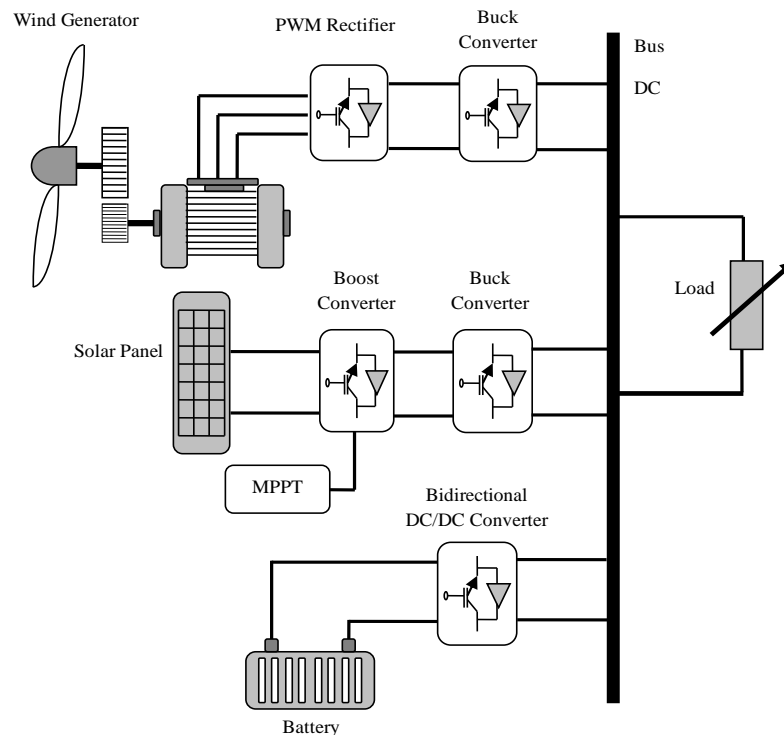 Wind Generator
PWM Rectifier
Buck
Converter
Bus
DC
Load
Boost
Converter
Buck
Converter
Solar Panel
MPPT
Bidirectional
DC/DC Converter
Battery